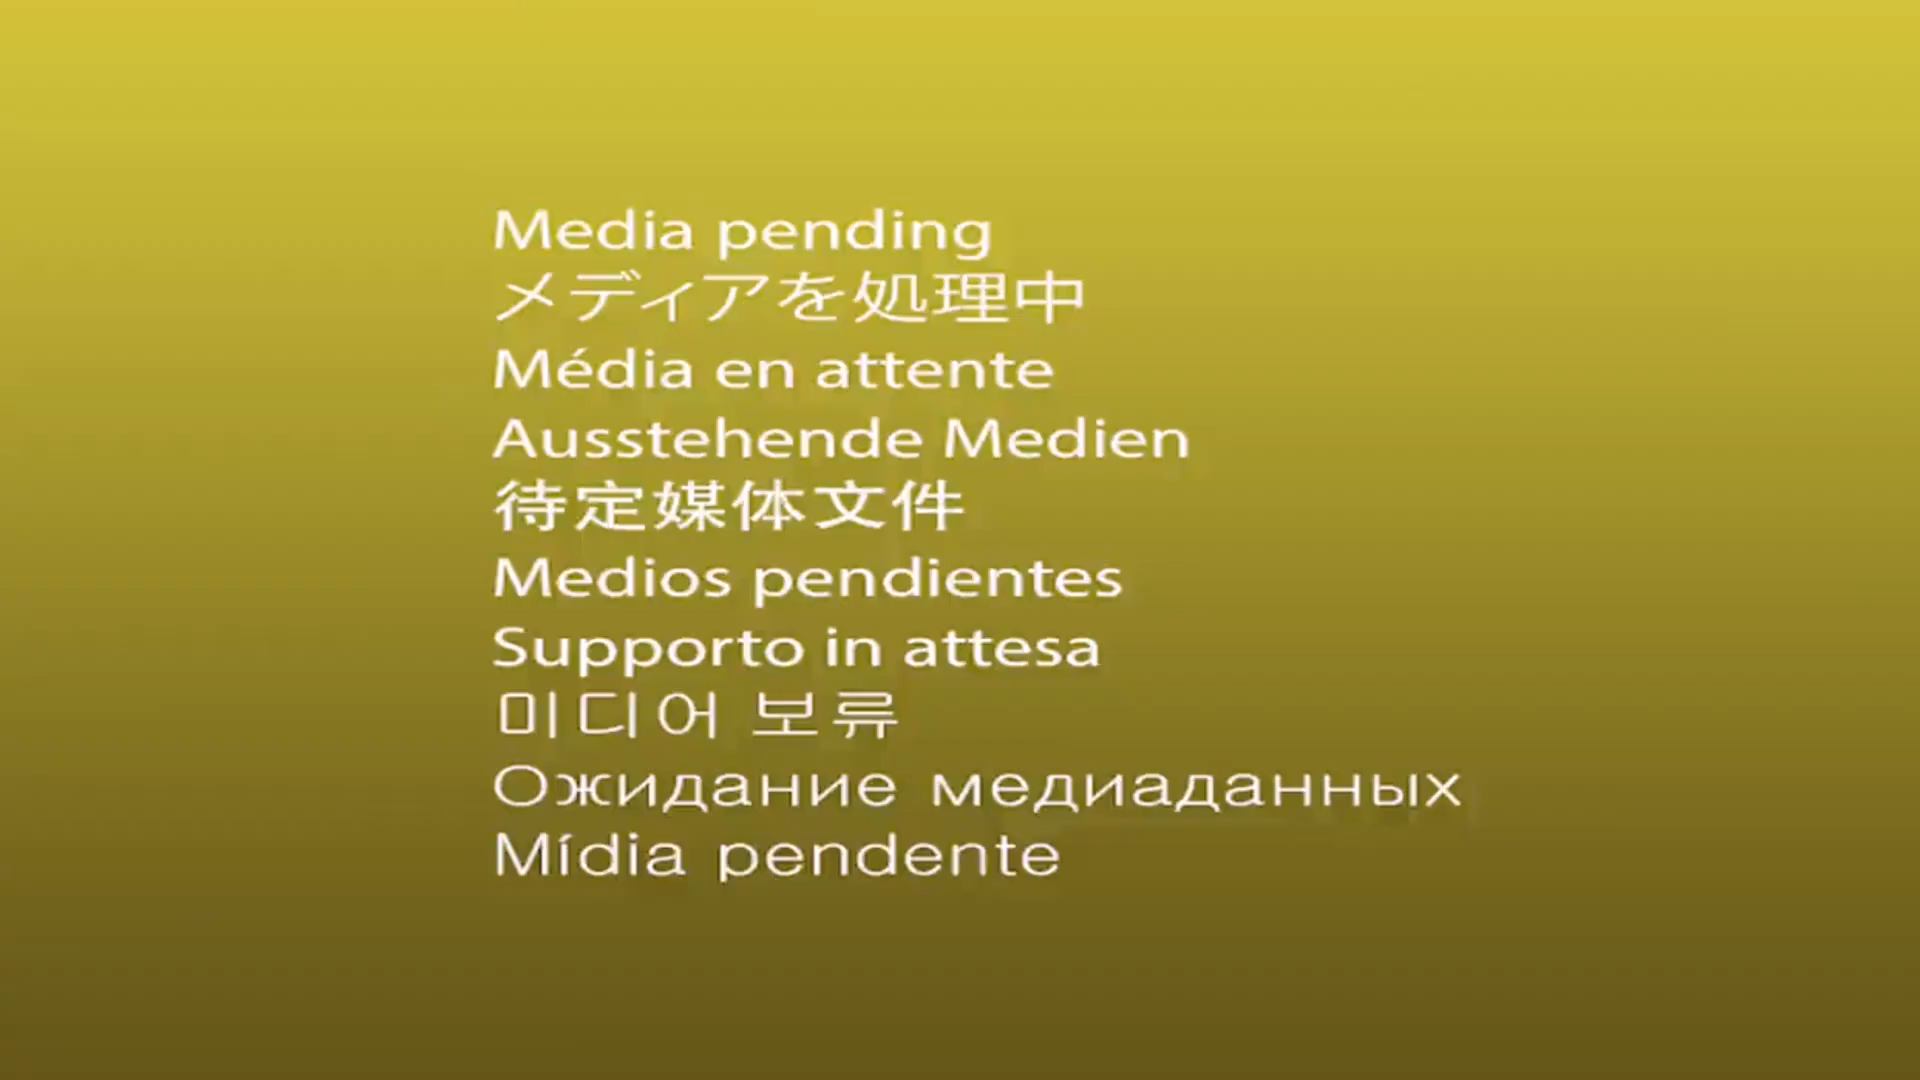 Media pending
メディアを処理中
Média en attente
Ausstehende Medien
待定媒体文件
Medios pendientes
Supporto in attesa
미디어 보류
Ожидание медиаданных
Mídia pendente